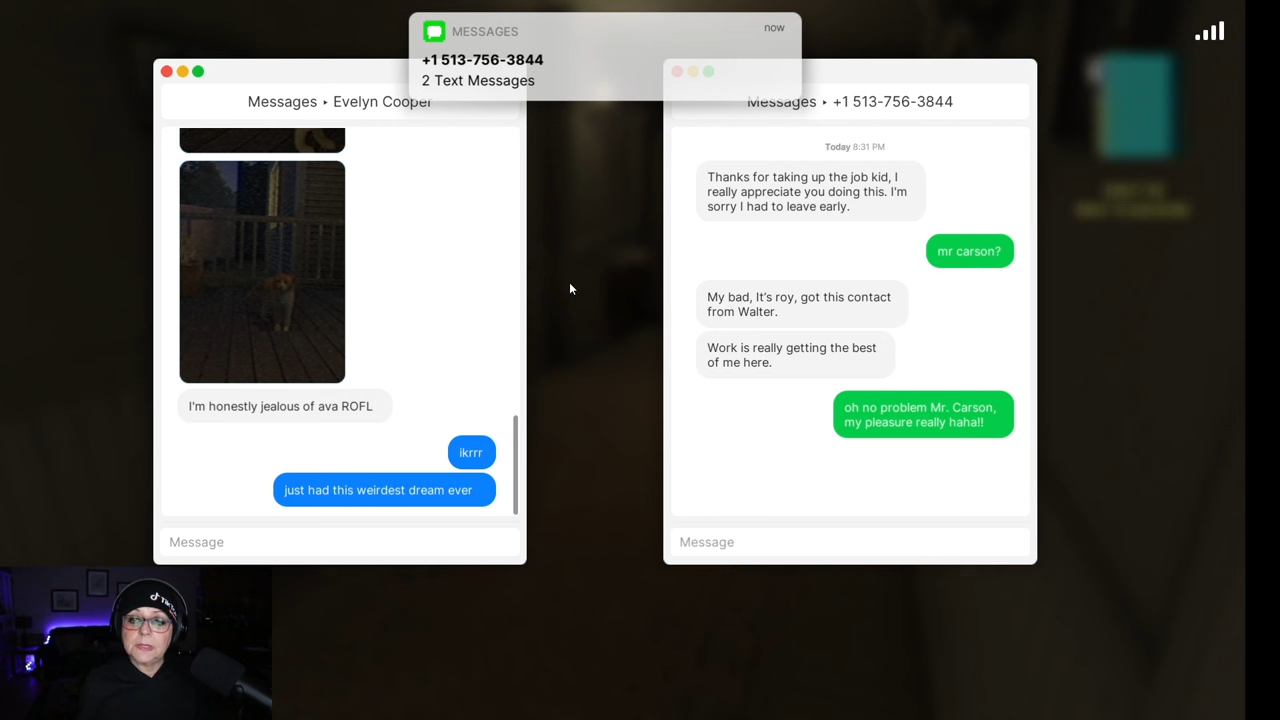 MESSAGES
now
+1 513-756-3844
2 Text Messages
Messages ‣ Evelyn Cooper
I'm honestly jealous of ava ROFL
ikrrr
just had this weirdest dream ever
Message
Messages ‣ +1 513-756-3844
Today 8:31 PM
Thanks for taking up the job kid, I
really appreciate you doing this. I'm
sorry I had to leave early.
mr carson?
My bad, It's roy, got this contact
from Walter.
Work is really getting the best
of me here.
oh no problem Mr. Carson,
my pleasure really haha!!
Message